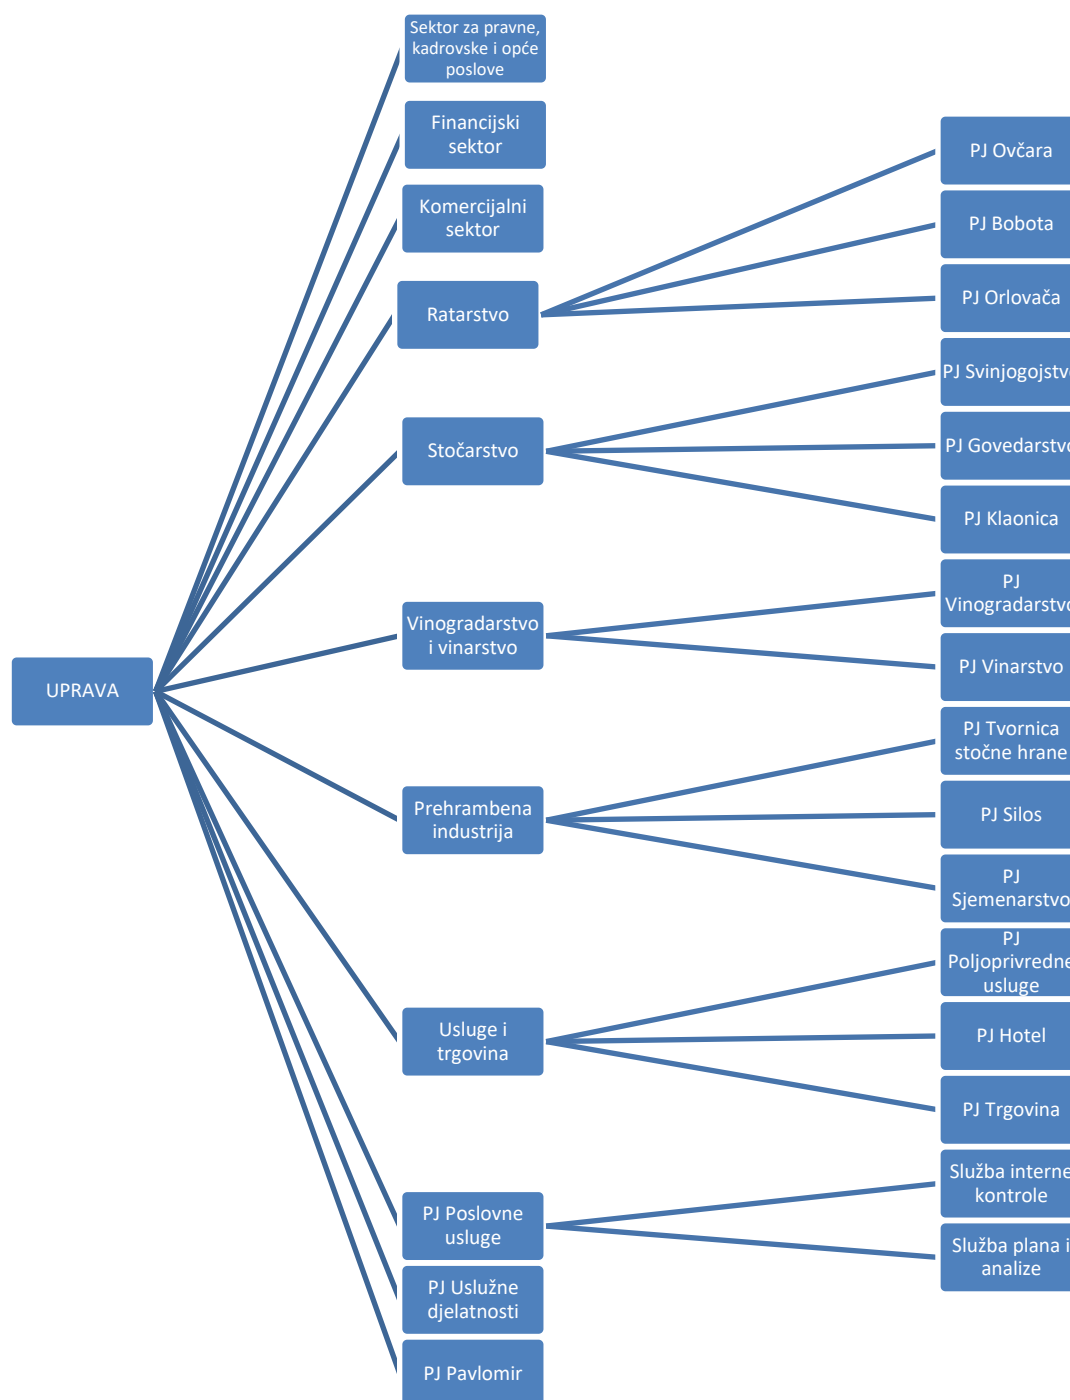 Sektor za pravne,
kadrovske i opće
poslove
Financijski
sektor
Komercijalni
sektor
Ratarstvo
PJ Ovčara
PJ Bobota
PJ Orlovača
Stočarstvo
PJ Svinjogojstvo
PJ Govedarstvo
PJ Klaonica
UPRAVA
Vinogradarstvo
i vinarstvo
PJ
Vinogradarstvo
PJ Vinarstvo
Prehrambena
industrija
PJ Tvornica
stočne hrane
PJ Silos
PJ
Sjemenarstvo
Usluge i
trgovina
PJ
Poljoprivredne
usluge
PJ Hotel
PJ Trgovina
PJ Poslovne
usluge
Služba interne
kontrole
Služba plana i
analize
PJ Uslužne
djelatnosti
PJ Pavlomir